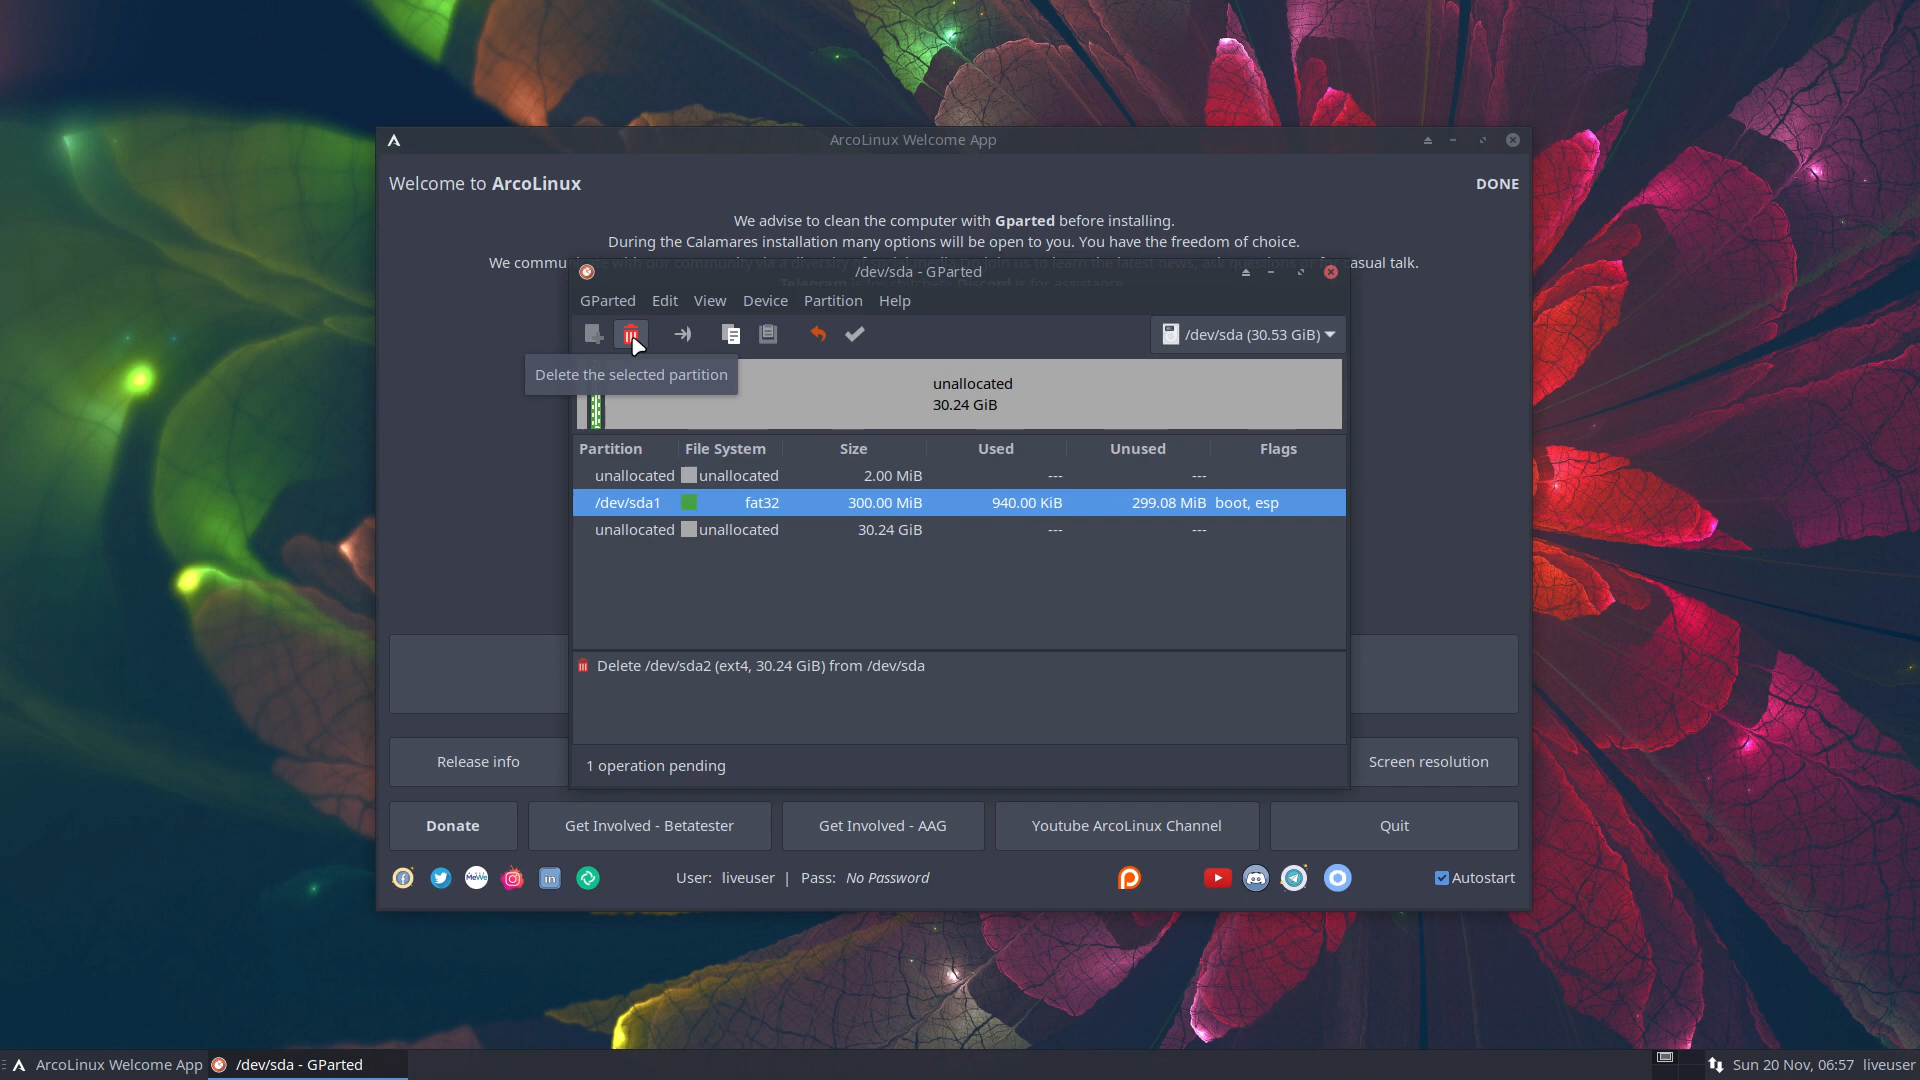 ArcoLinux Welcome App
Welcome to ArcoLinux
DONE
We advise to clean the computer with Gparted before installing.
During the Calamares installation many options will be open to you. You have the freedom of choice.
We commu
asual talk.
/dev/sda - GParted
GParted Edit View Device Partition Help
/dev/sda (30.53 GiB)
Delete the selected partition
unallocated
30.24 GiB
Partition File System Size Used Unused Flags
unallocated unallocated 2.00 MiB --- ---
/dev/sda1 fat32 300.00 MiB 940.00 KiB 299.08 MiB boot, esp
unallocated unallocated 30.24 GiB --- ---
Delete /dev/sda2 (ext4, 30.24 GiB) from /dev/sda
1 operation pending
Release info
Screen resolution
Donate
Get Involved - Betatester
Get Involved - AAG
Youtube ArcoLinux Channel
Quit
MeWe
in
User: liveuser | Pass: No Password
Autostart
ArcoLinux Welcome App
/dev/sda - GParted
Sun 20 Nov, 06:57 liveuser